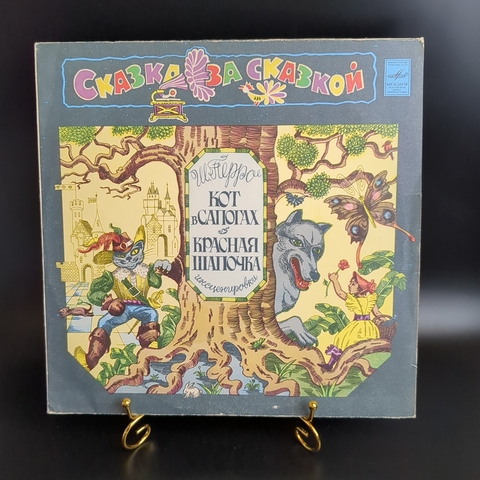 СКАЗКА ЗА СКАЗКОЙ
Ш. Перро
КОТ
в САПОГАХ
КРАСНАЯ
ШАПОЧКА
инсценировки